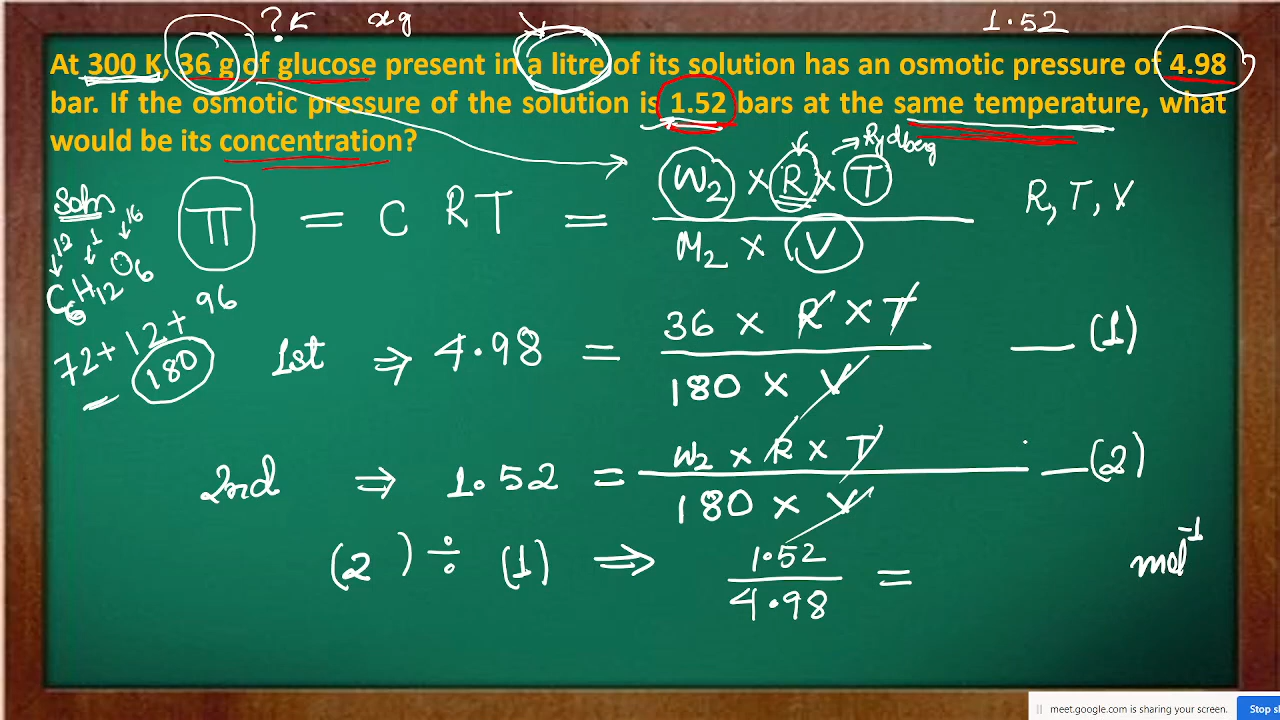 ? K xg 1.52
At 300 K, 36 g of glucose present in a litre of its solution has an osmotic pressure of 4.98
bar. If the osmotic pressure of the solution is 1.52 bars at the same temperature, what
would be its concentration?
→ Rydberg
Soln π = C R T = W2 × R × T / M2 × V R, T, V
12 1 16
C6H12O6
72+12+96
= 180
1st ⇒ 4.98 = 36 × R × T / 180 × V — (1)
2nd ⇒ 1.52 = W2 × R × T / 180 × V — (2)
(2) ÷ (1) ⇒ 1.52 / 4.98 = mol⁻¹
meet.google.com is sharing your screen. Stop s